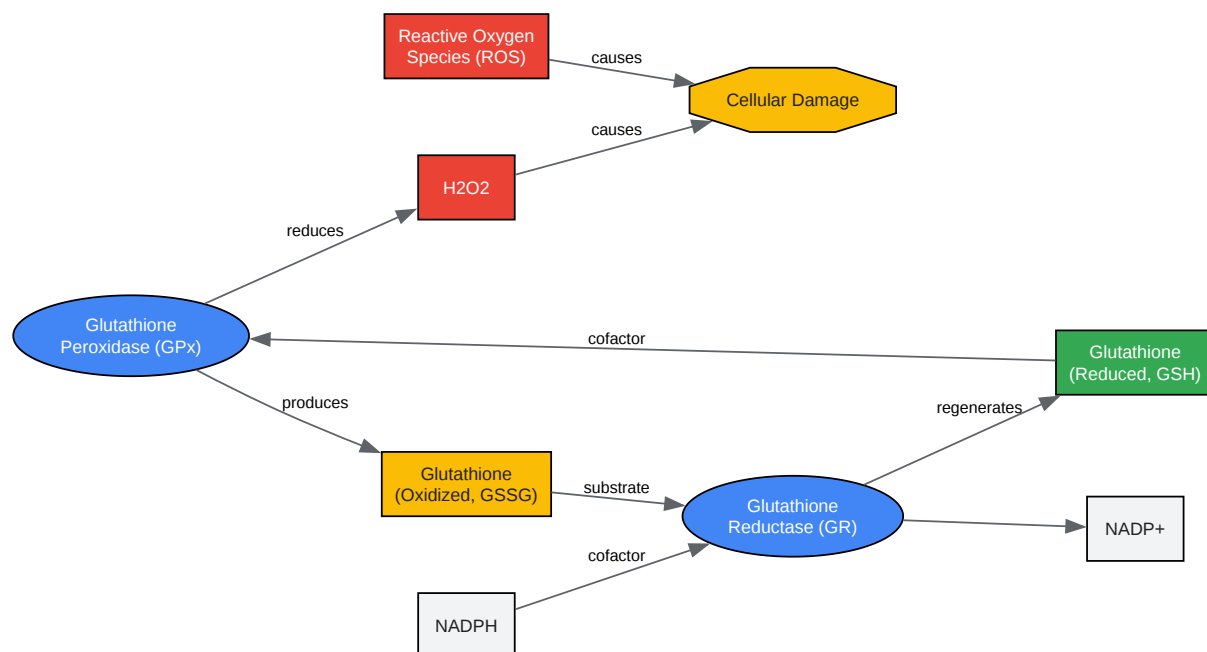 Reactive Oxygen
Species (ROS)
causes
Cellular Damage
causes
H2O2
reduces
Glutathione
Peroxidase (GPx)
cofactor
Glutathione
(Reduced, GSH)
produces
regenerates
Glutathione
(Oxidized, GSSG)
substrate
Glutathione
Reductase (GR)
NADP+
cofactor
NADPH